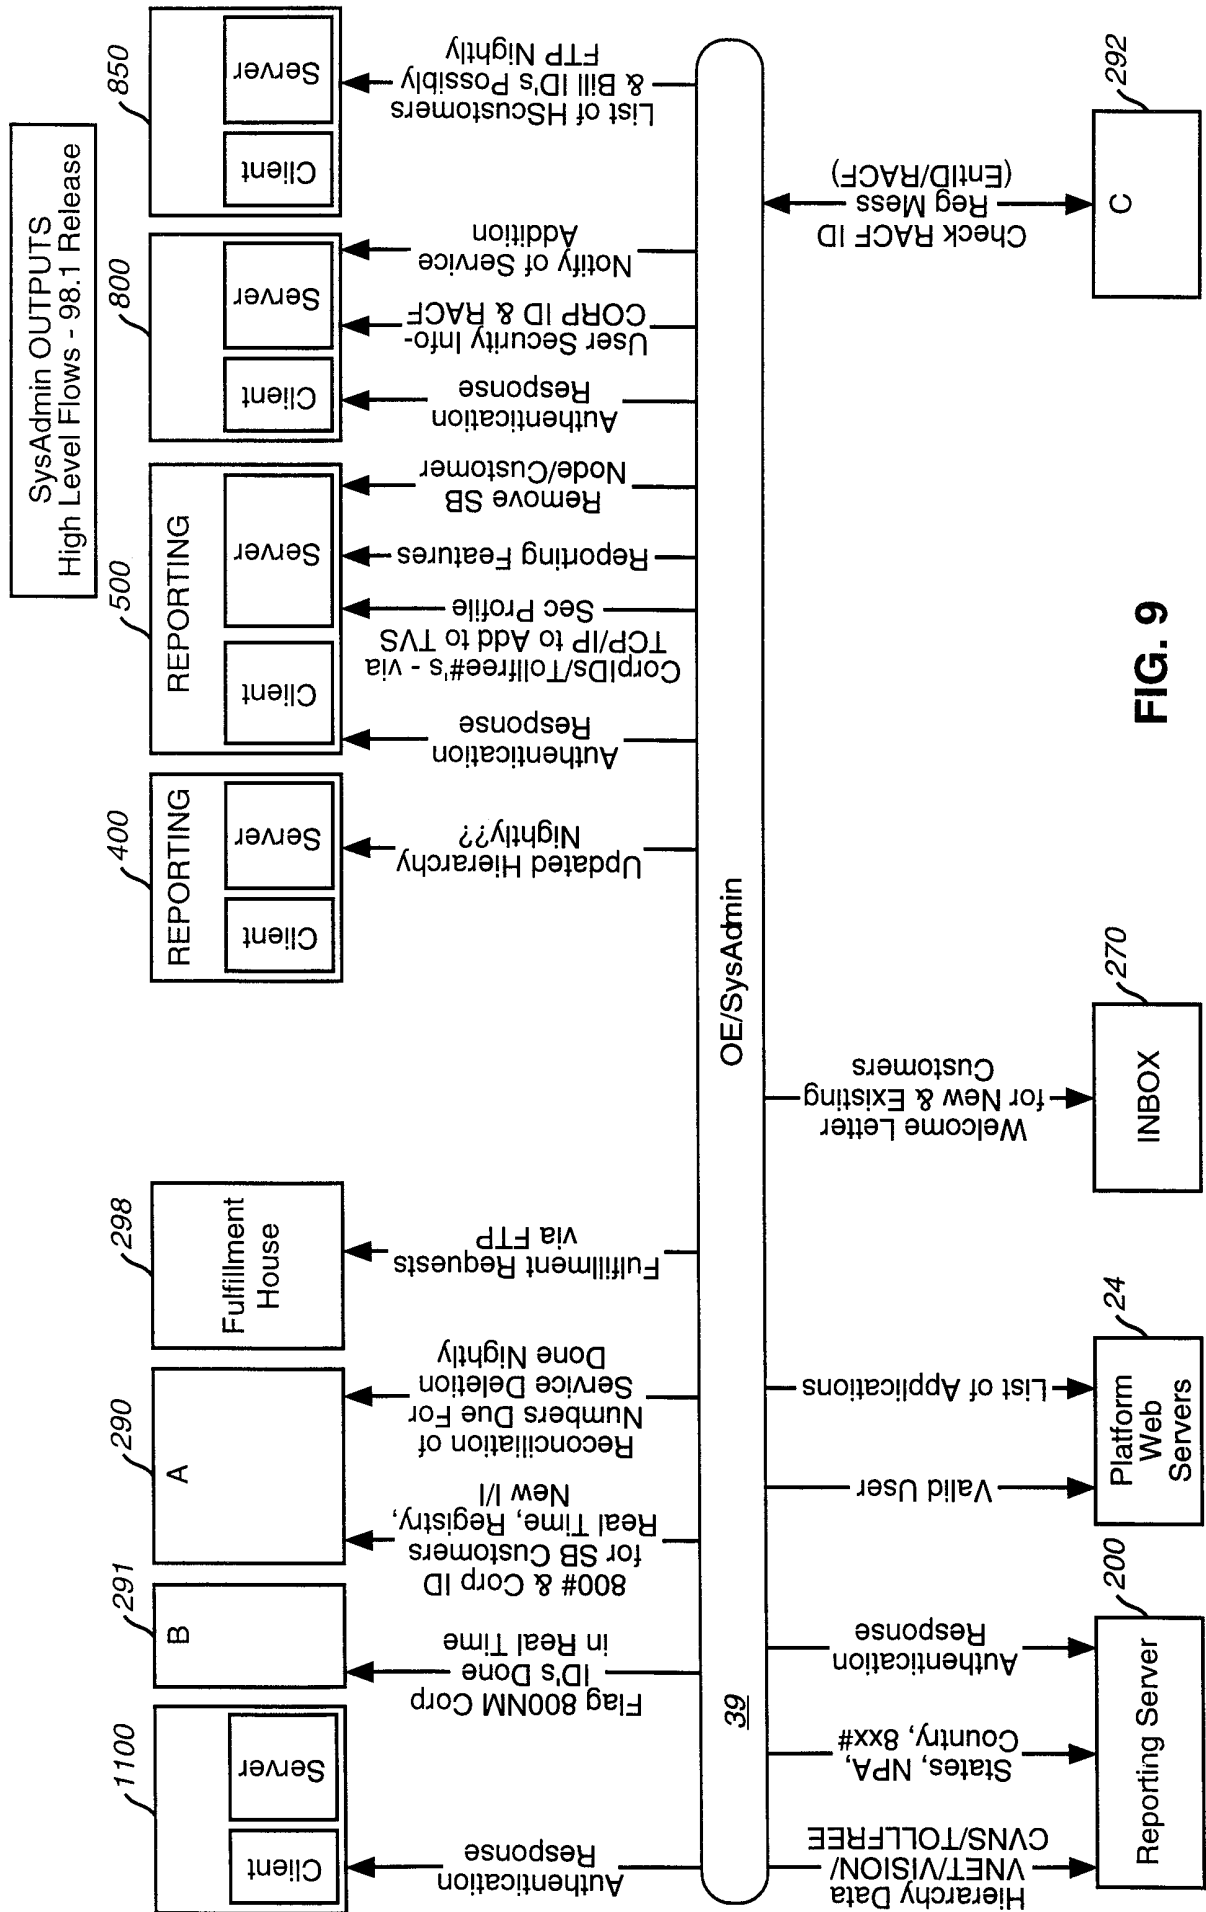 SysAdmin OUTPUTS
High Level Flows - 98.1 Release
1100
Client
Server
291
B
290
A
298
Fulfillment
House
400
REPORTING
Client
Server
500
REPORTING
Client
Server
800
Client
Server
850
Client
Server
Authentication
Response
Flag 800NM Corp
ID's Done
in Real Time
800# & Corp ID
for SB Customers
Real Time, Registry,
New I/I
Reconciliation of
Numbers Due For
Service Deletion
Done Nightly
Fulfillment Requests
via FTP
Updated Hierarchy
Nightly??
Authentication
Response
CorpIDs/Tollfree#'s - via
TCP/IP to Add to TVS
Sec Profile
Reporting Features
Remove SB
Node/Customer
Authentication
Response
User Security Info-
CORP ID & RACF
Notify of Service
Addition
List of HScustomers
& Bill ID's Possibly
FTP Nightly
39
OE/SysAdmin
Hierarchy Data
VNET/VISION/
CVNS/TOLLFREE
States, NPA,
Country, 8xx#
Authentication
Response
Valid User
List of Applications
Welcome Letter
for New & Existing
Customers
Check RACF ID
Reg Mess
(EntID/RACF)
Reporting Server
200
Platform
Web
Servers
24
INBOX
270
C
292
FIG. 9